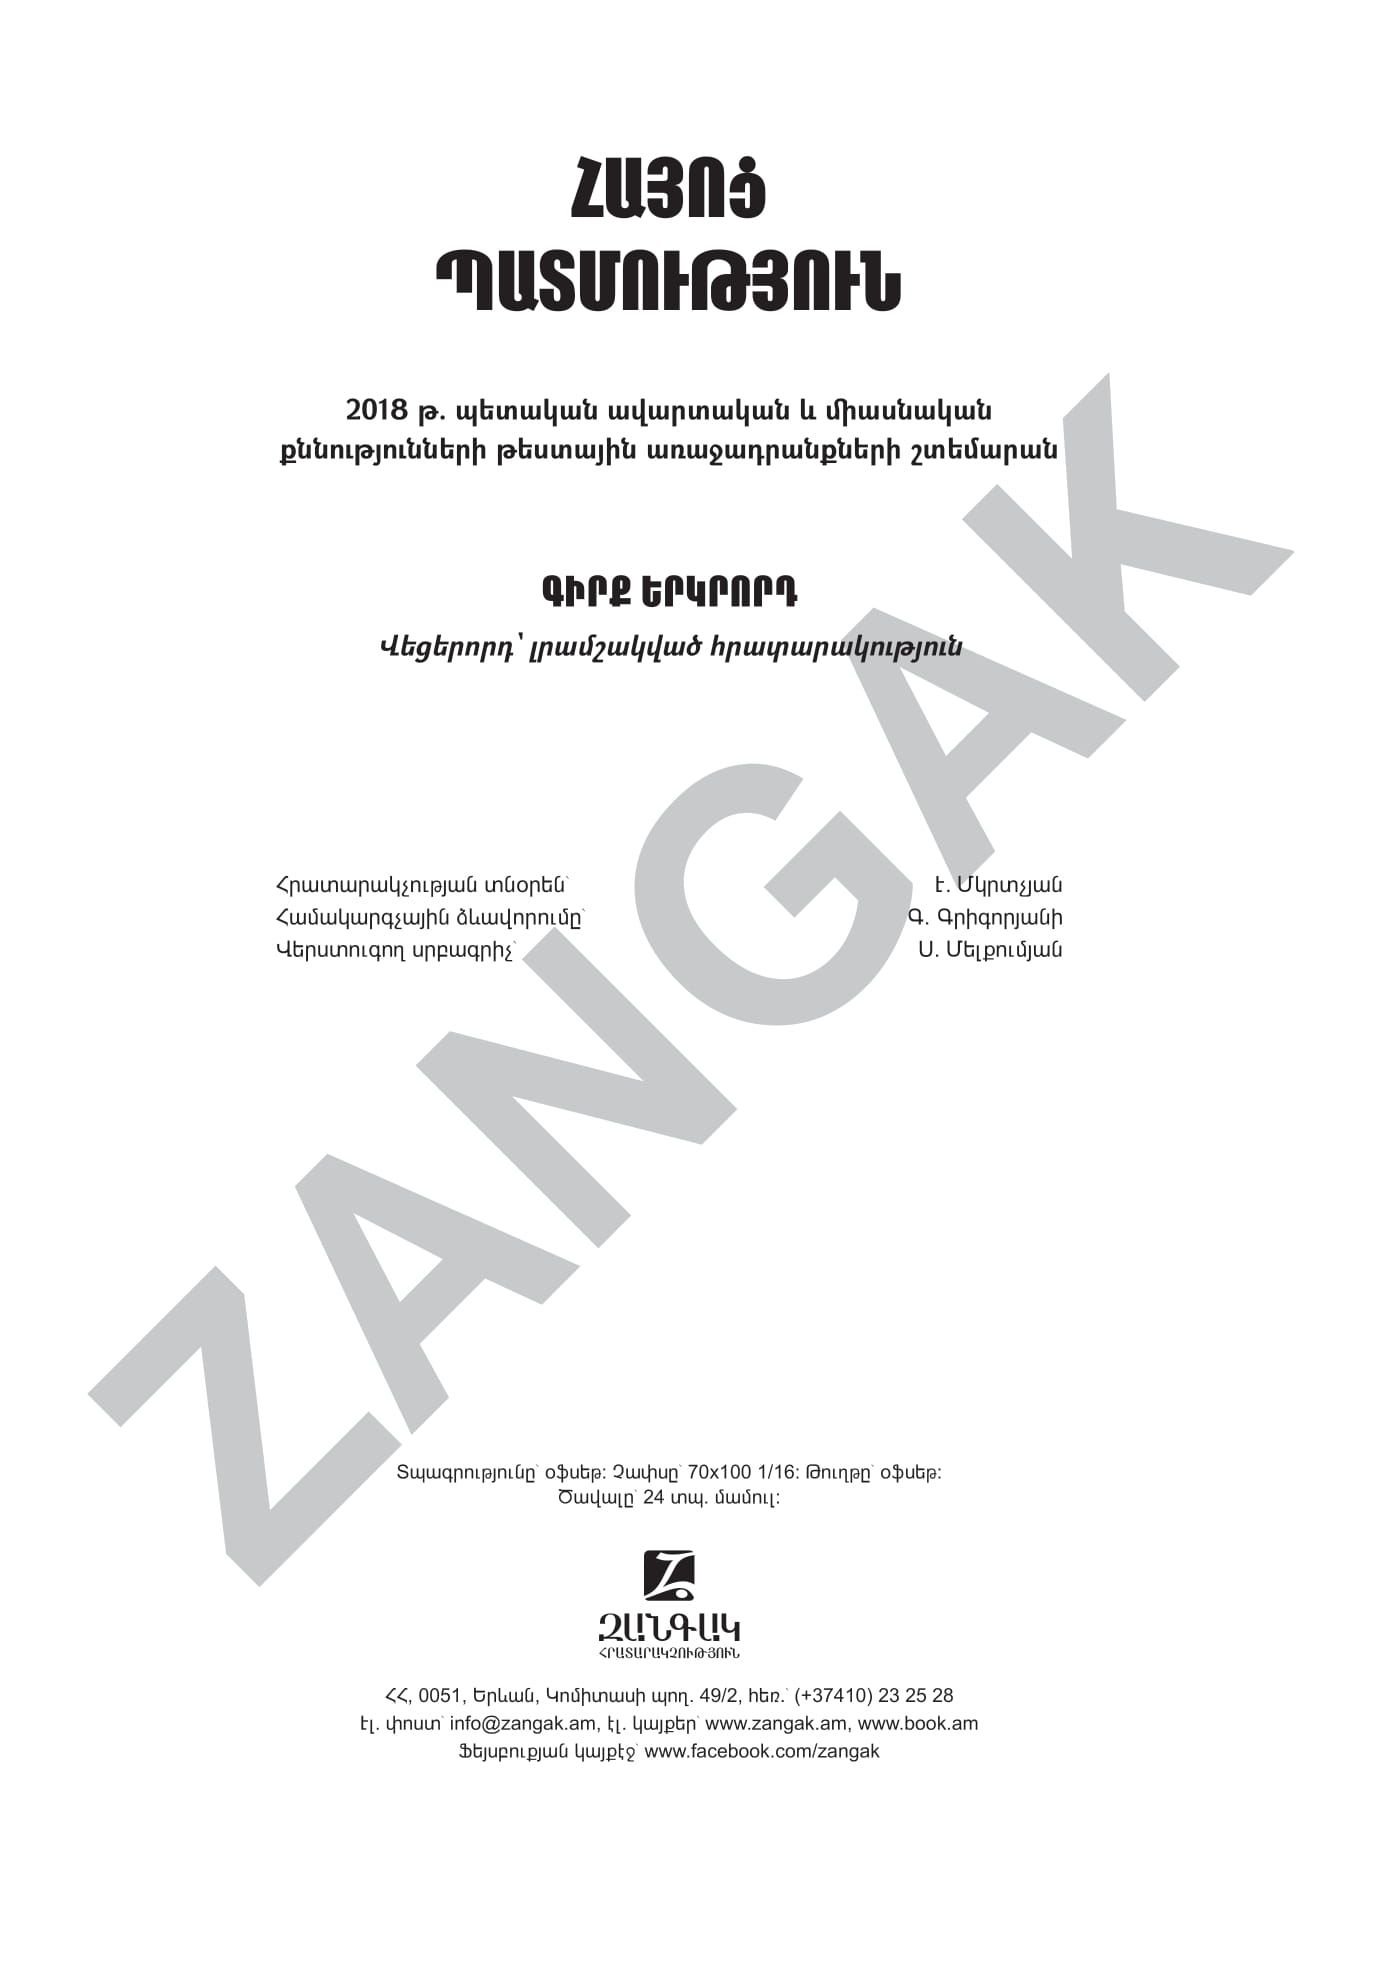 ՀԱՅՈՑ
ՊԱՏՄՈՒԹՅՈՒՆ
2018 թ. պետական ավարտական և միասնական
քննությունների թեստային առաջադրանքների շտեմարան
ԳԻՐՔ ԵՐԿՐՈՐԴ
Վեցերորդ՝ լրամշակված հրատարակություն
Հրատարակչության տնօրեն՝ Է. Մկրտչյան
Համակարգչային ձևավորումը՝ Գ. Գրիգորյանի
Վերստուգող սրբագրիչ՝ Ս. Մելքումյան
ZANGAK
Տպագրությունը՝ օֆսեթ: Չափսը՝ 70x100 1/16: Թուղթը՝ օֆսեթ:
Ծավալը՝ 24 տպ. մամուլ:
ԶԱՆԳԱԿ
ՀՐԱՏԱՐԱԿՉՈՒԹՅՈՒՆ
ՀՀ, 0051, Երևան, Կոմիտասի պող. 49/2, հեռ.՝ (+37410) 23 25 28
էլ. փոստ՝ info@zangak.am, էլ. կայքեր՝ www.zangak.am, www.book.am
Ֆեյսբուքյան կայքէջ՝ www.facebook.com/zangak